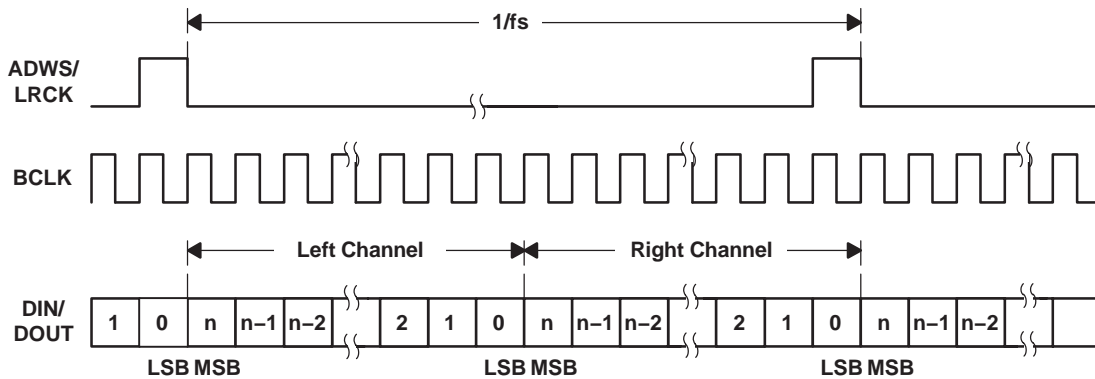 1/fs
ADWS/
LRCK
BCLK
Left Channel
Right Channel
DIN/
DOUT
1 0 n n–1 n–2 2 1 0 n n–1 n–2 2 1 0 n n–1 n–2
LSB MSB LSB MSB LSB MSB